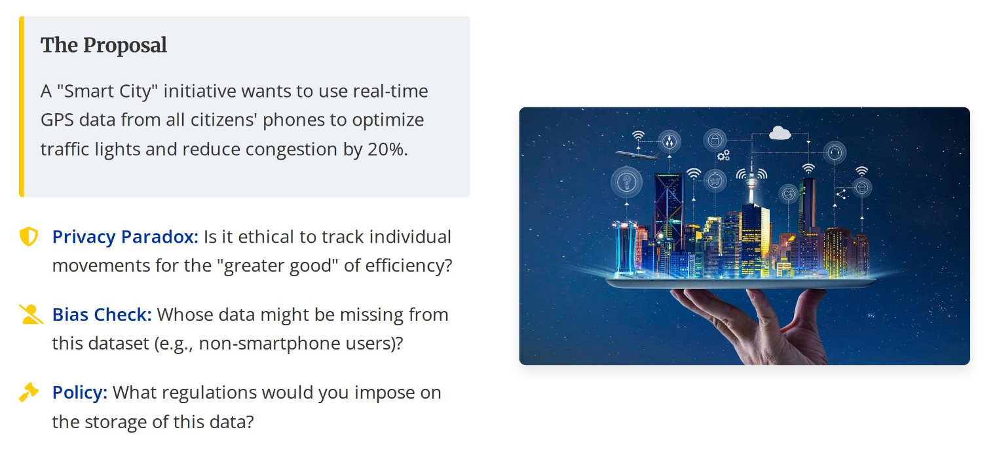 The Proposal
A "Smart City" initiative wants to use real-time
GPS data from all citizens' phones to optimize
traffic lights and reduce congestion by 20%.
Privacy Paradox: Is it ethical to track individual
movements for the "greater good" of efficiency?
Bias Check: Whose data might be missing from
this dataset (e.g., non-smartphone users)?
Policy: What regulations would you impose on
the storage of this data?